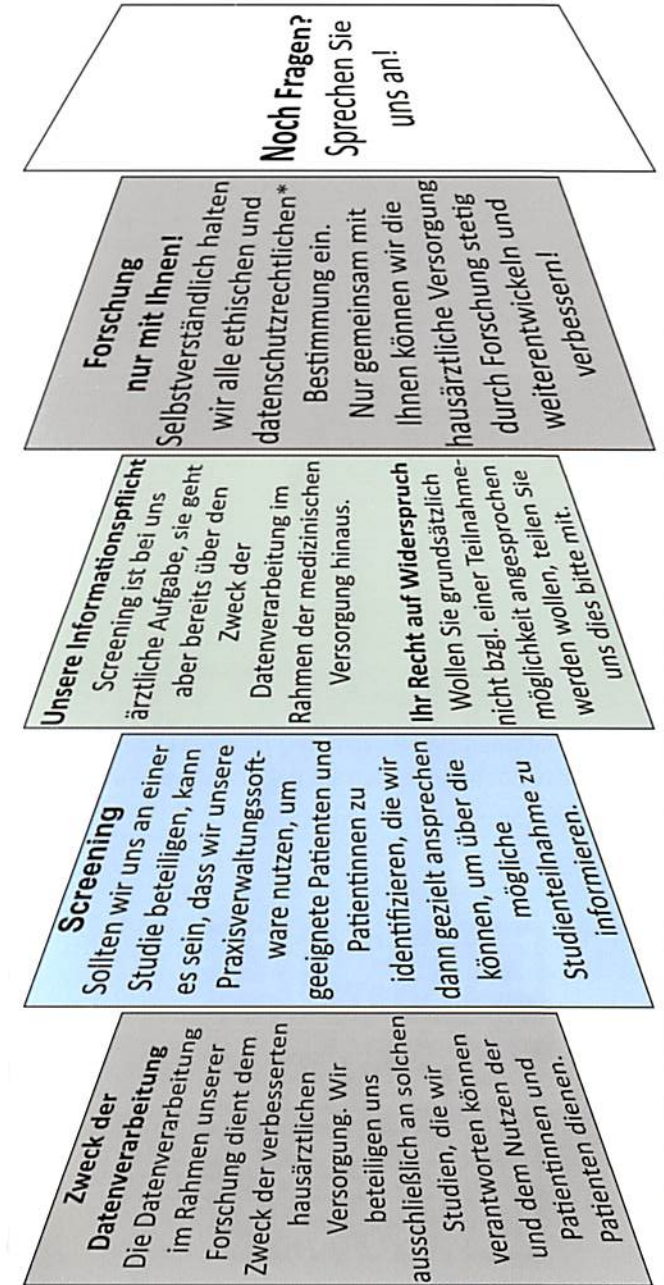 Zweck der
Datenverarbeitung
Die Datenverarbeitung
im Rahmen unserer
Forschung dient dem
Zweck der verbesserten
hausärztlichen
Versorgung. Wir
beteiligen uns
ausschließlich an solchen
Studien, die wir
verantworten können
und dem Nutzen der
Patientinnen und
Patienten dienen.
Screening
Sollten wir uns an einer
Studie beteiligen, kann
es sein, dass wir unsere
Praxisverwaltungssoft-
ware nutzen, um
geeignete Patienten und
Patientinnen zu
identifizieren, die wir
dann gezielt ansprechen
können, um über die
mögliche
Studienteilnahme zu
informieren.
Unsere Informationspflicht
Screening ist bei uns
ärztliche Aufgabe, sie geht
aber bereits über den
Zweck der
Datenverarbeitung im
Rahmen der medizinischen
Versorgung hinaus.
Ihr Recht auf Widerspruch
Wollen Sie grundsätzlich
nicht bzgl. einer Teilnahme-
möglichkeit angesprochen
werden wollen, teilen Sie
uns dies bitte mit.
Forschung
nur mit Ihnen!
Selbstverständlich halten
wir alle ethischen und
datenschutzrechtlichen*
Bestimmung ein.
Nur gemeinsam mit
Ihnen können wir die
hausärztliche Versorgung
durch Forschung stetig
weiterentwickeln und
verbessern!
Noch Fragen?
Sprechen Sie
uns an!